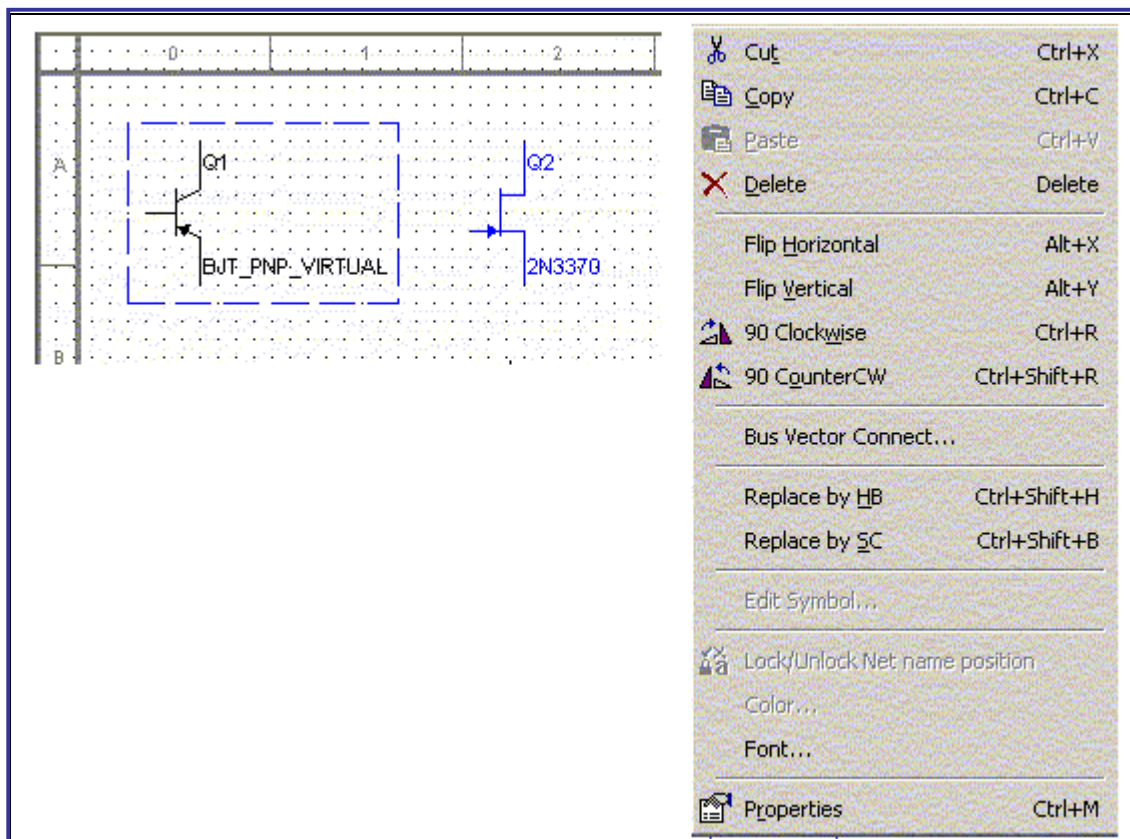 0 1 2
A
Q1 Q2
BJT_PNP_VIRTUAL 2N3370
B
Cut Ctrl+X
Copy Ctrl+C
Paste Ctrl+V
Delete Delete
Flip Horizontal Alt+X
Flip Vertical Alt+Y
90 Clockwise Ctrl+R
90 CounterCW Ctrl+Shift+R
Bus Vector Connect...
Replace by HB Ctrl+Shift+H
Replace by SC Ctrl+Shift+B
Edit Symbol...
Lock/Unlock Net name position
Color...
Font...
Properties Ctrl+M